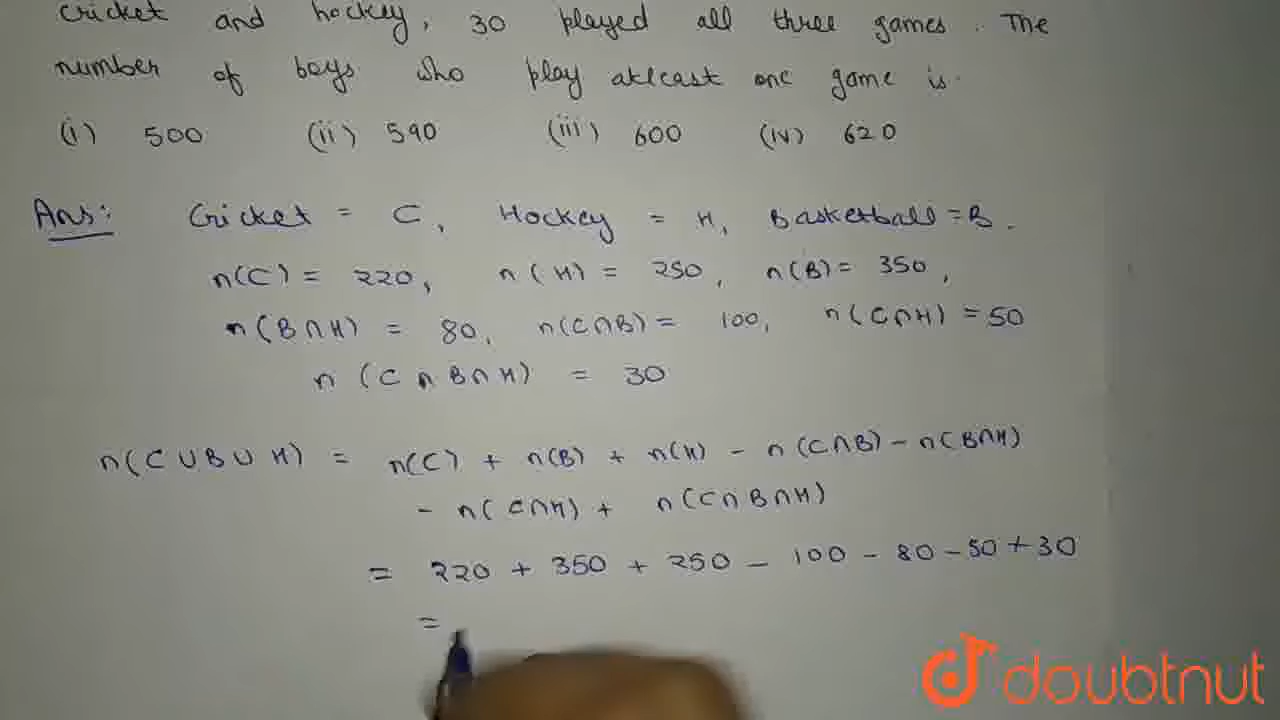 cricket and hockey, 30 played all three games. The
number of boys who play atleast one game is.
(i) 500 (ii) 590 (iii) 600 (iv) 620
Ans: Cricket = C, Hockey = H, Basketball = B.
n(C) = 220, n(H) = 250, n(B) = 350,
n(B∩H) = 80, n(C∩B) = 100, n(C∩H) = 50
n(C∩B∩H) = 30
n(C∪B∪H) = n(C) + n(B) + n(H) - n(C∩B) - n(B∩H)
- n(C∩H) + n(C∩B∩H)
= 220 + 350 + 250 - 100 - 80 - 50 + 30
=
doubtnut